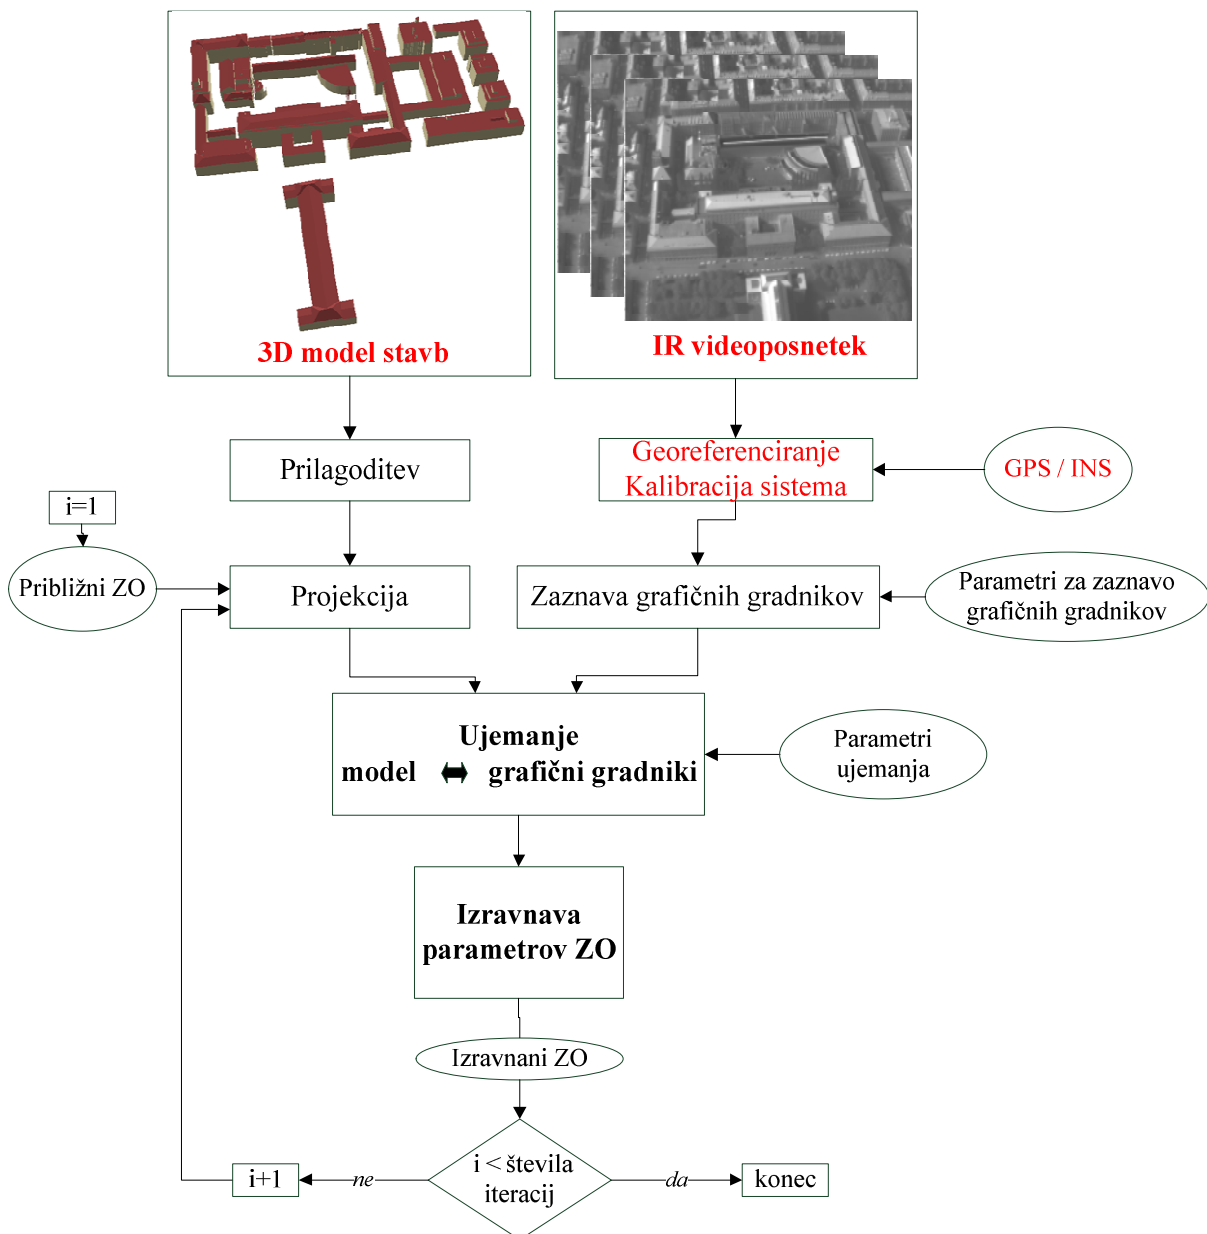 3D model stavb
IR videoposnetek
Prilagoditev
Georeferenciranje
Kalibracija sistema
GPS / INS
i=1
Približni ZO
Projekcija
Zaznava grafičnih gradnikov
Parametri za zaznavo
grafičnih gradnikov
Ujemanje
model grafični gradniki
Parametri
ujemanja
Izravnava
parametrov ZO
Izravnani ZO
i < števila
iteracij
i+1
ne
da
konec